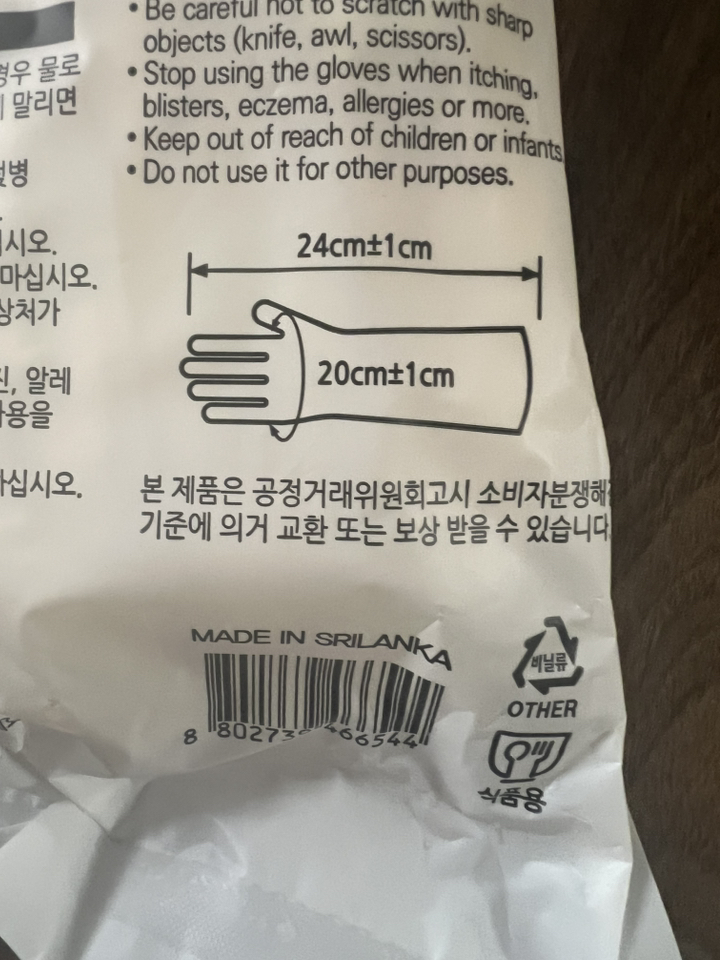 경우 물로
말리면
시오.
마십시오.
상처가
알레
용을
십시오.
• Be careful not to scratch with sharp
objects (knife, awl, scissors).
• Stop using the gloves when itching,
blisters, eczema, allergies or more.
• Keep out of reach of children or infants
• Do not use it for other purposes.
24cm±1cm
20cm±1cm
본 제품은 공정거래위원회고시 소비자분쟁해
기준에 의거 교환 또는 보상 받을 수 있습니다.
MADE IN SRILANKA
8
비닐류
OTHER
식품용